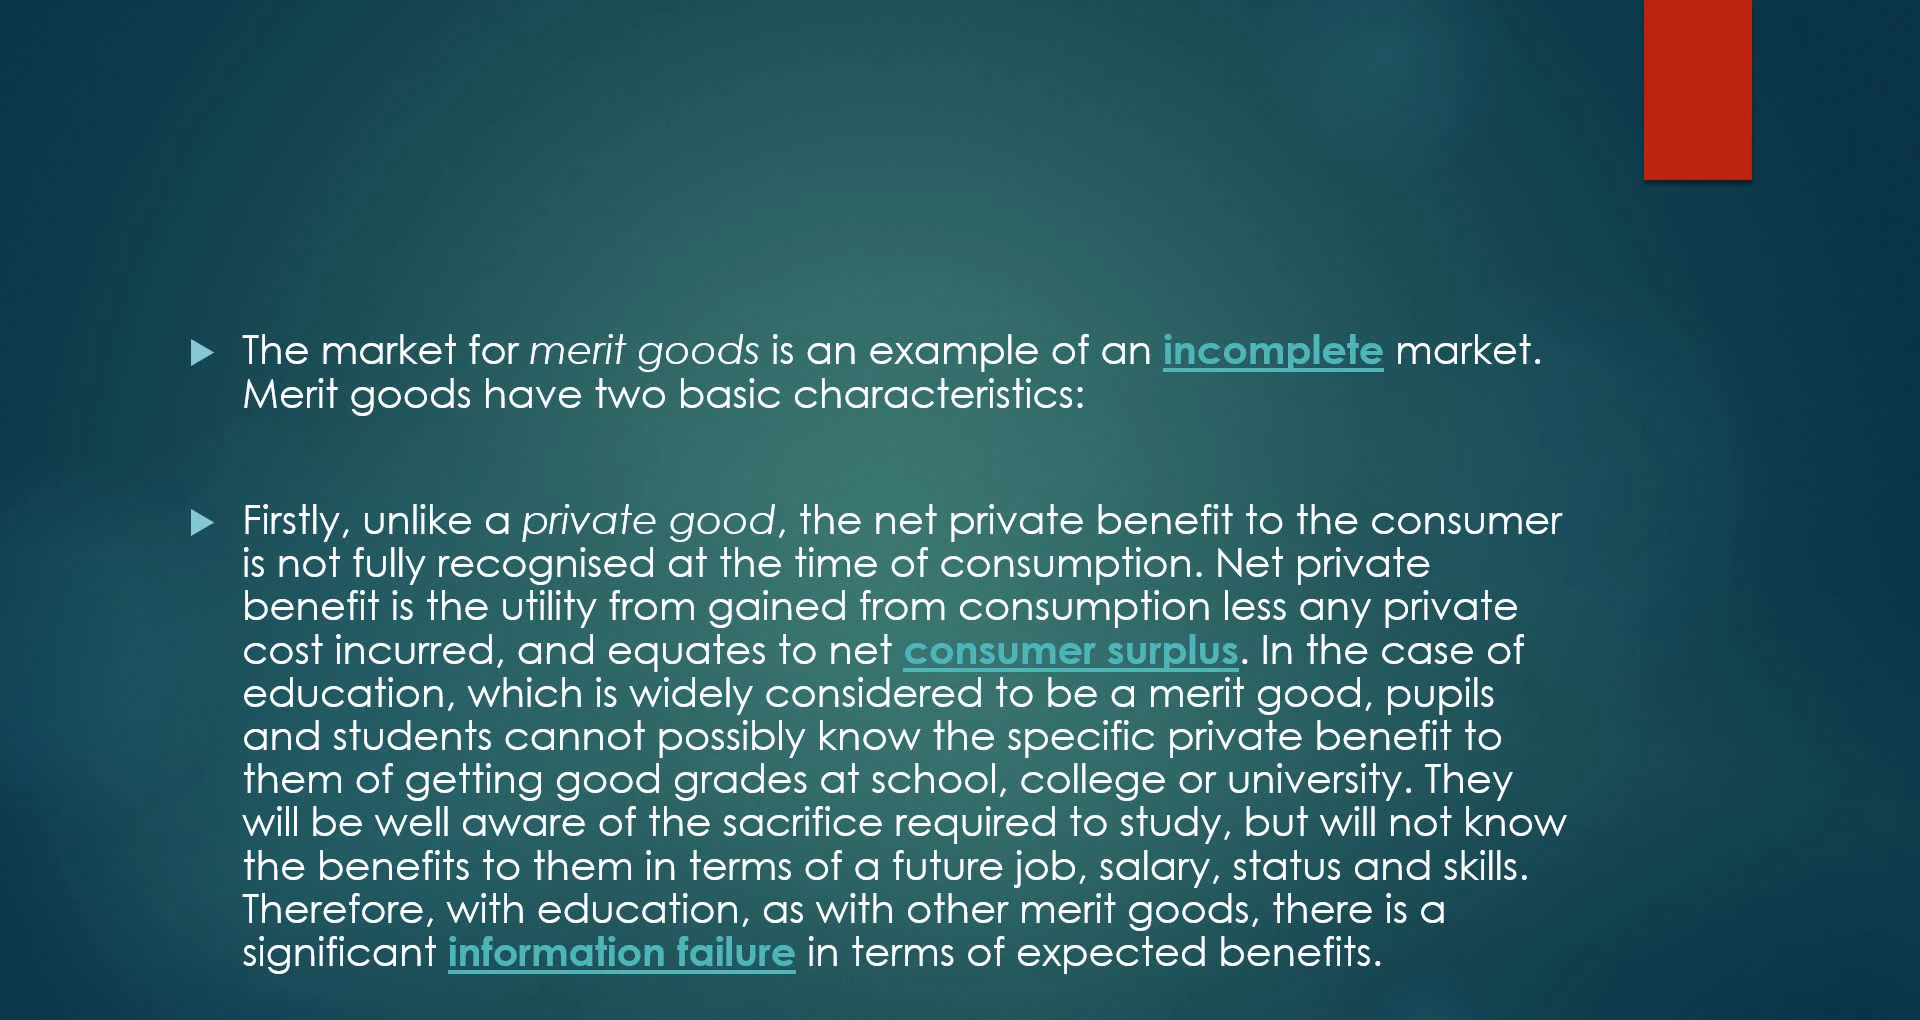 The market for merit goods is an example of an incomplete market.
Merit goods have two basic characteristics:
Firstly, unlike a private good, the net private benefit to the consumer
is not fully recognised at the time of consumption. Net private
benefit is the utility from gained from consumption less any private
cost incurred, and equates to net consumer surplus. In the case of
education, which is widely considered to be a merit good, pupils
and students cannot possibly know the specific private benefit to
them of getting good grades at school, college or university. They
will be well aware of the sacrifice required to study, but will not know
the benefits to them in terms of a future job, salary, status and skills.
Therefore, with education, as with other merit goods, there is a
significant information failure in terms of expected benefits.